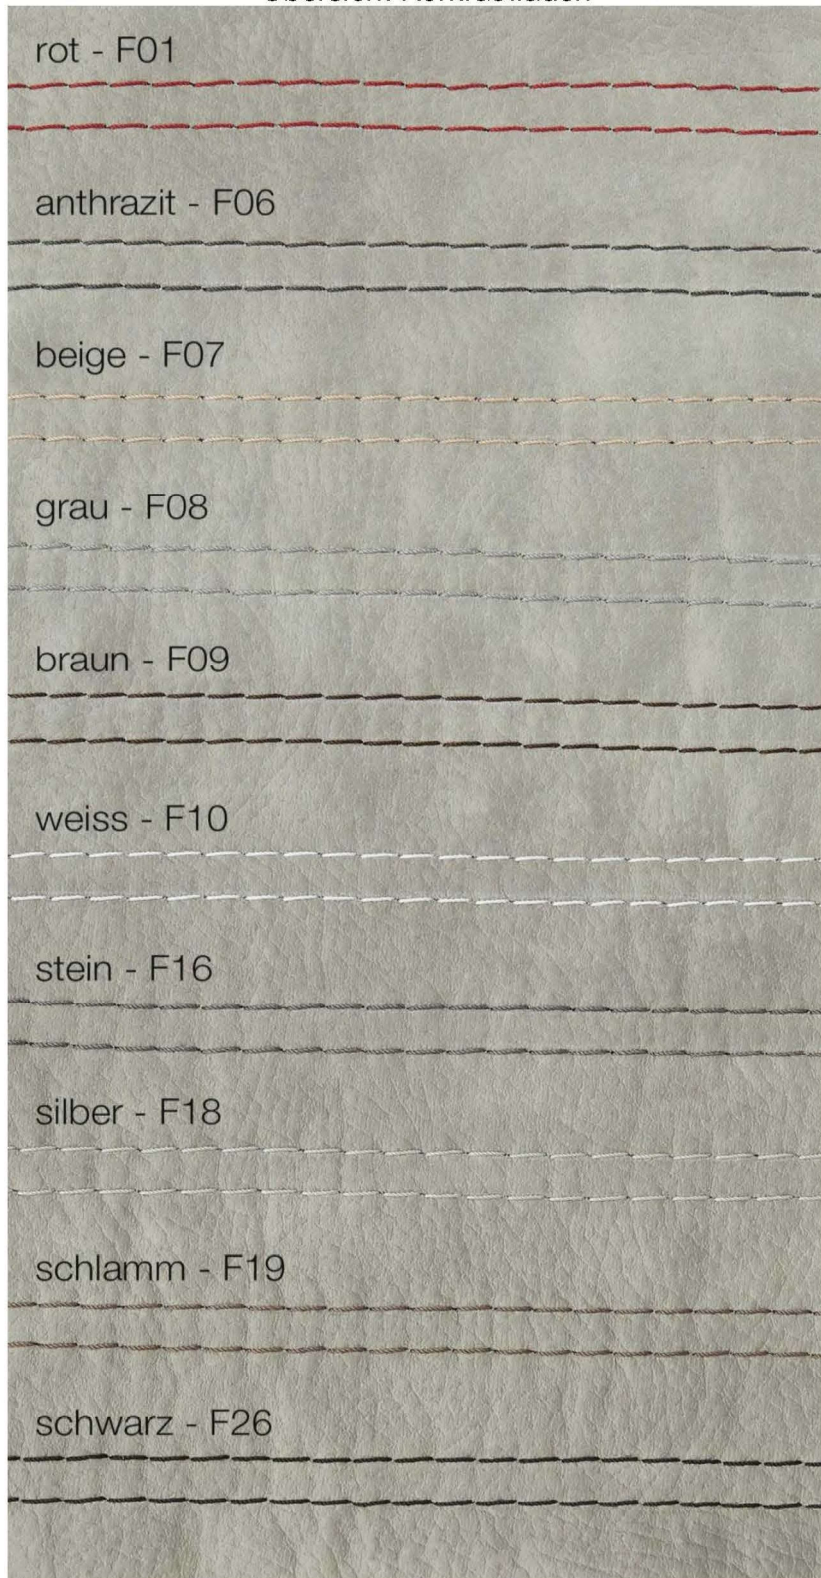 rot - F01
anthrazit - F06
beige - F07
grau - F08
braun - F09
weiss - F10
stein - F16
silber - F18
schlamm - F19
schwarz - F26